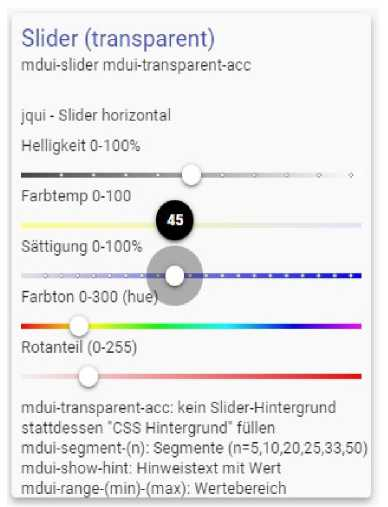 Slider (transparent)
mdui-slider mdui-transparent-acc
jqui - Slider horizontal
Helligkeit 0-100%
Farbtemp 0-100
45
Sättigung 0-100%
Farbton 0-300 (hue)
Rotanteil (0-255)
mdui-transparent-acc: kein Slider-Hintergrund
stattdessen "CSS Hintergrund" füllen
mdui-segment-(n): Segmente (n=5,10,20,25,33,50)
mdui-show-hint: Hinweistext mit Wert
mdui-range-(min)-(max): Wertebereich